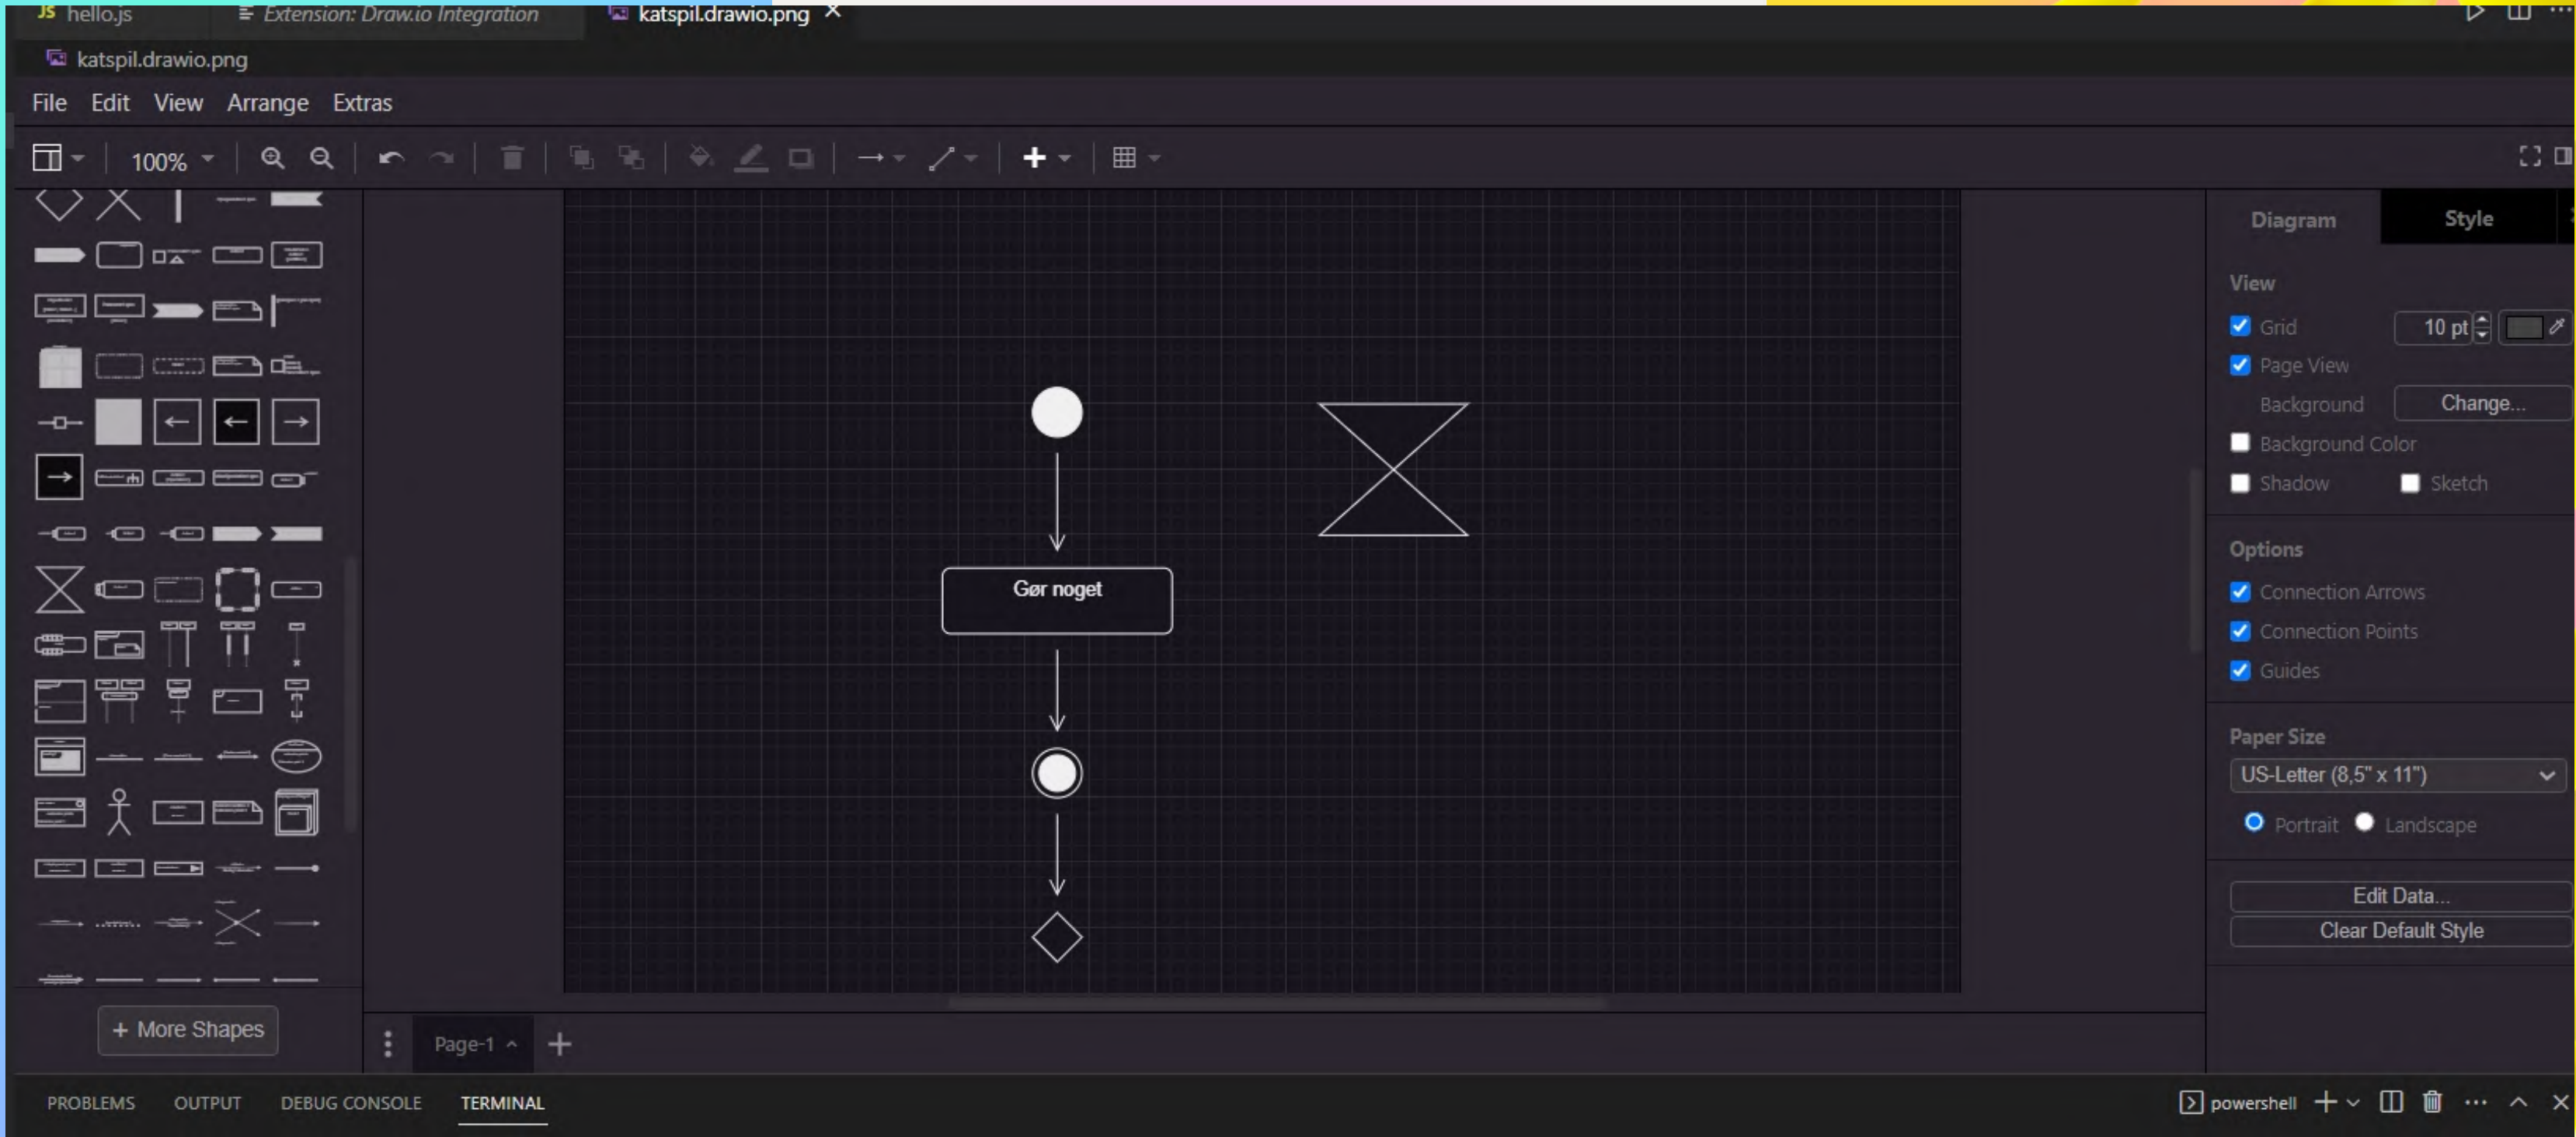 hello.js Extension: Draw.io Integration katspil.drawio.png
katspil.drawio.png
File Edit View Arrange Extras
100%
Diagram Style
View
Grid 10 pt
Page View
Background Change...
Background Color
Shadow Sketch
Options
Connection Arrows
Connection Points
Guides
Paper Size
US-Letter (8,5" x 11")
Portrait Landscape
Edit Data...
Clear Default Style
Gør noget
+ More Shapes
Page-1
PROBLEMS OUTPUT DEBUG CONSOLE TERMINAL powershell